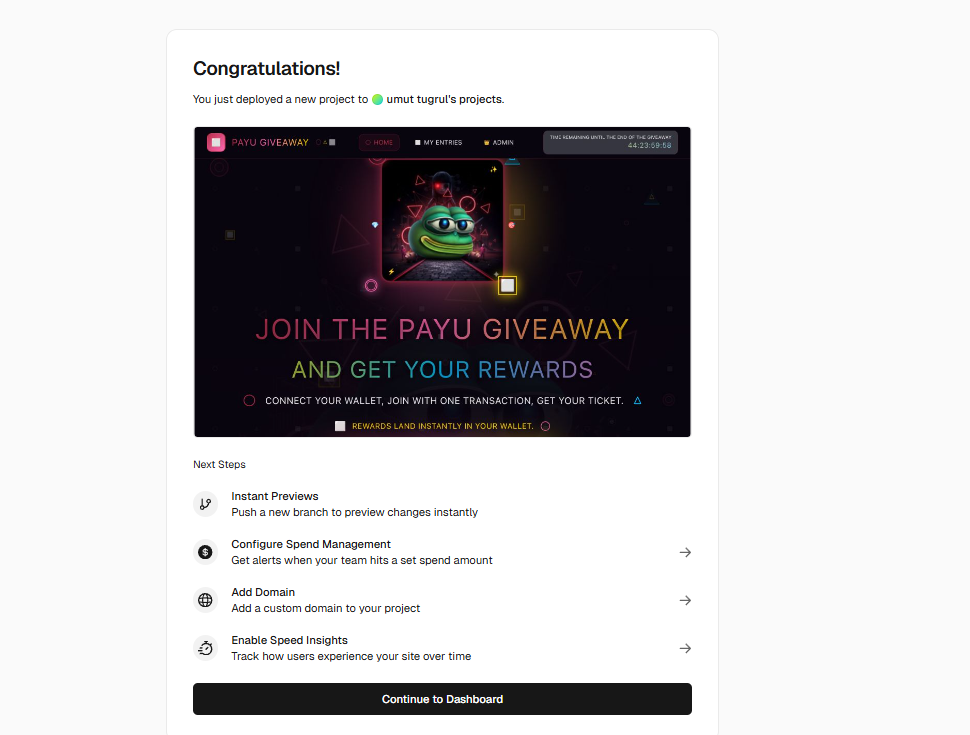 Congratulations!
You just deployed a new project to umut tugrul's projects.
PAYU GIVEAWAY
HOME
MY ENTRIES
ADMIN
TIME REMAINING UNTIL THE END OF THE GIVEAWAY
44:23:59:58
JOIN THE PAYU GIVEAWAY
AND GET YOUR REWARDS
CONNECT YOUR WALLET, JOIN WITH ONE TRANSACTION, GET YOUR TICKET.
REWARDS LAND INSTANTLY IN YOUR WALLET.
Next Steps
Instant Previews
Push a new branch to preview changes instantly
Configure Spend Management
Get alerts when your team hits a set spend amount
Add Domain
Add a custom domain to your project
Enable Speed Insights
Track how users experience your site over time
Continue to Dashboard